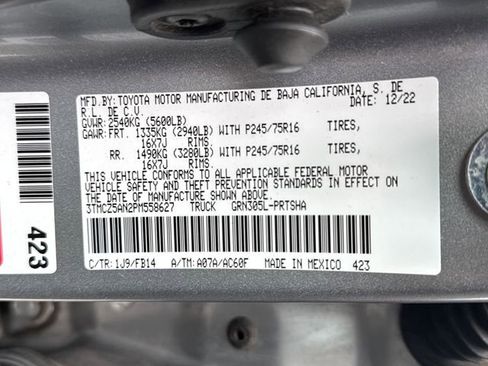 MFD.BY:TOYOTA MOTOR MANUFACTURING DE BAJA CALIFORNIA, S. DE
R.L. DE C.V. DATE: 12/22
GVWR:2540KG (5600LB)
GAWR:FRT. 1335KG (2940LB) WITH P245/75R16 TIRES,
16X7J RIMS.
RR. 1490KG (3280LB) WITH P245/75R16 TIRES,
16X7J RIMS.
THIS VEHICLE CONFORMS TO ALL APPLICABLE FEDERAL MOTOR
VEHICLE SAFETY AND THEFT PREVENTION STANDARDS IN EFFECT
ON THE DATE OF MANUFACTURE SHOWN ABOVE.
3TMCZ5AN2PM558627 TRUCK GRN305L-PRTSHA
C/TR:1J9/FB14 A/TM:A07A/AC60F MADE IN MEXICO 423
423